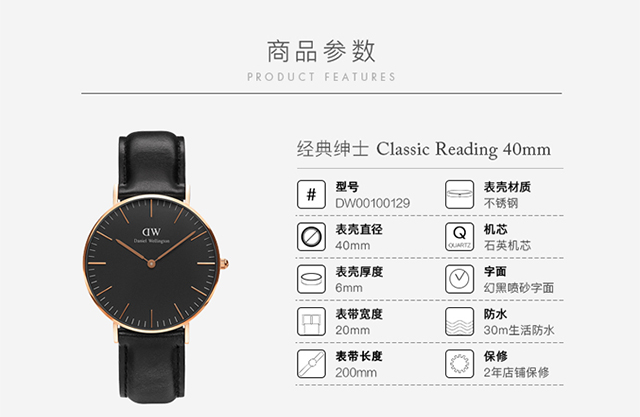 商品参数
PRODUCT FEATURES
DW
Daniel Wellington
经典绅士 Classic Reading 40mm
# 型号
DW00100129
表壳材质
不锈钢
表壳直径
40mm
Q
QUARTZ
机芯
石英机芯
表壳厚度
6mm
字面
幻黑喷砂字面
表带宽度
20mm
防水
30m生活防水
表带长度
200mm
保修
2年店铺保修